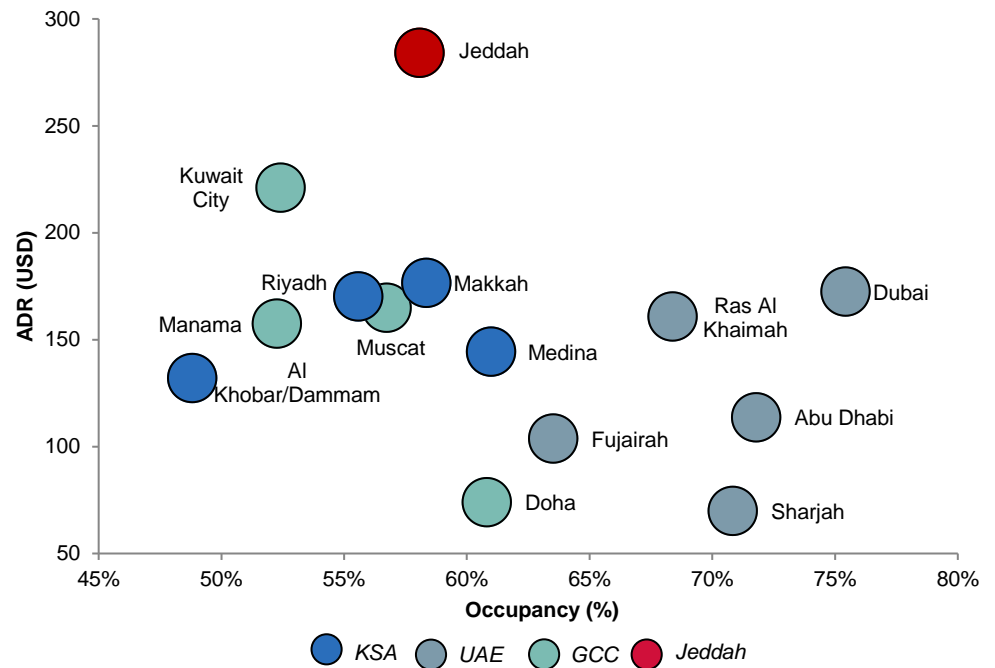 300
250
200
150
100
50
ADR (USD)
Jeddah
Kuwait
City
Riyadh
Makkah
Manama
Muscat
Al
Khobar/Dammam
Medina
Ras Al
Khaimah
Dubai
Abu Dhabi
Fujairah
Doha
Sharjah
45%
50%
55%
60%
65%
70%
75%
80%
Occupancy (%)
KSA
UAE
GCC
Jeddah